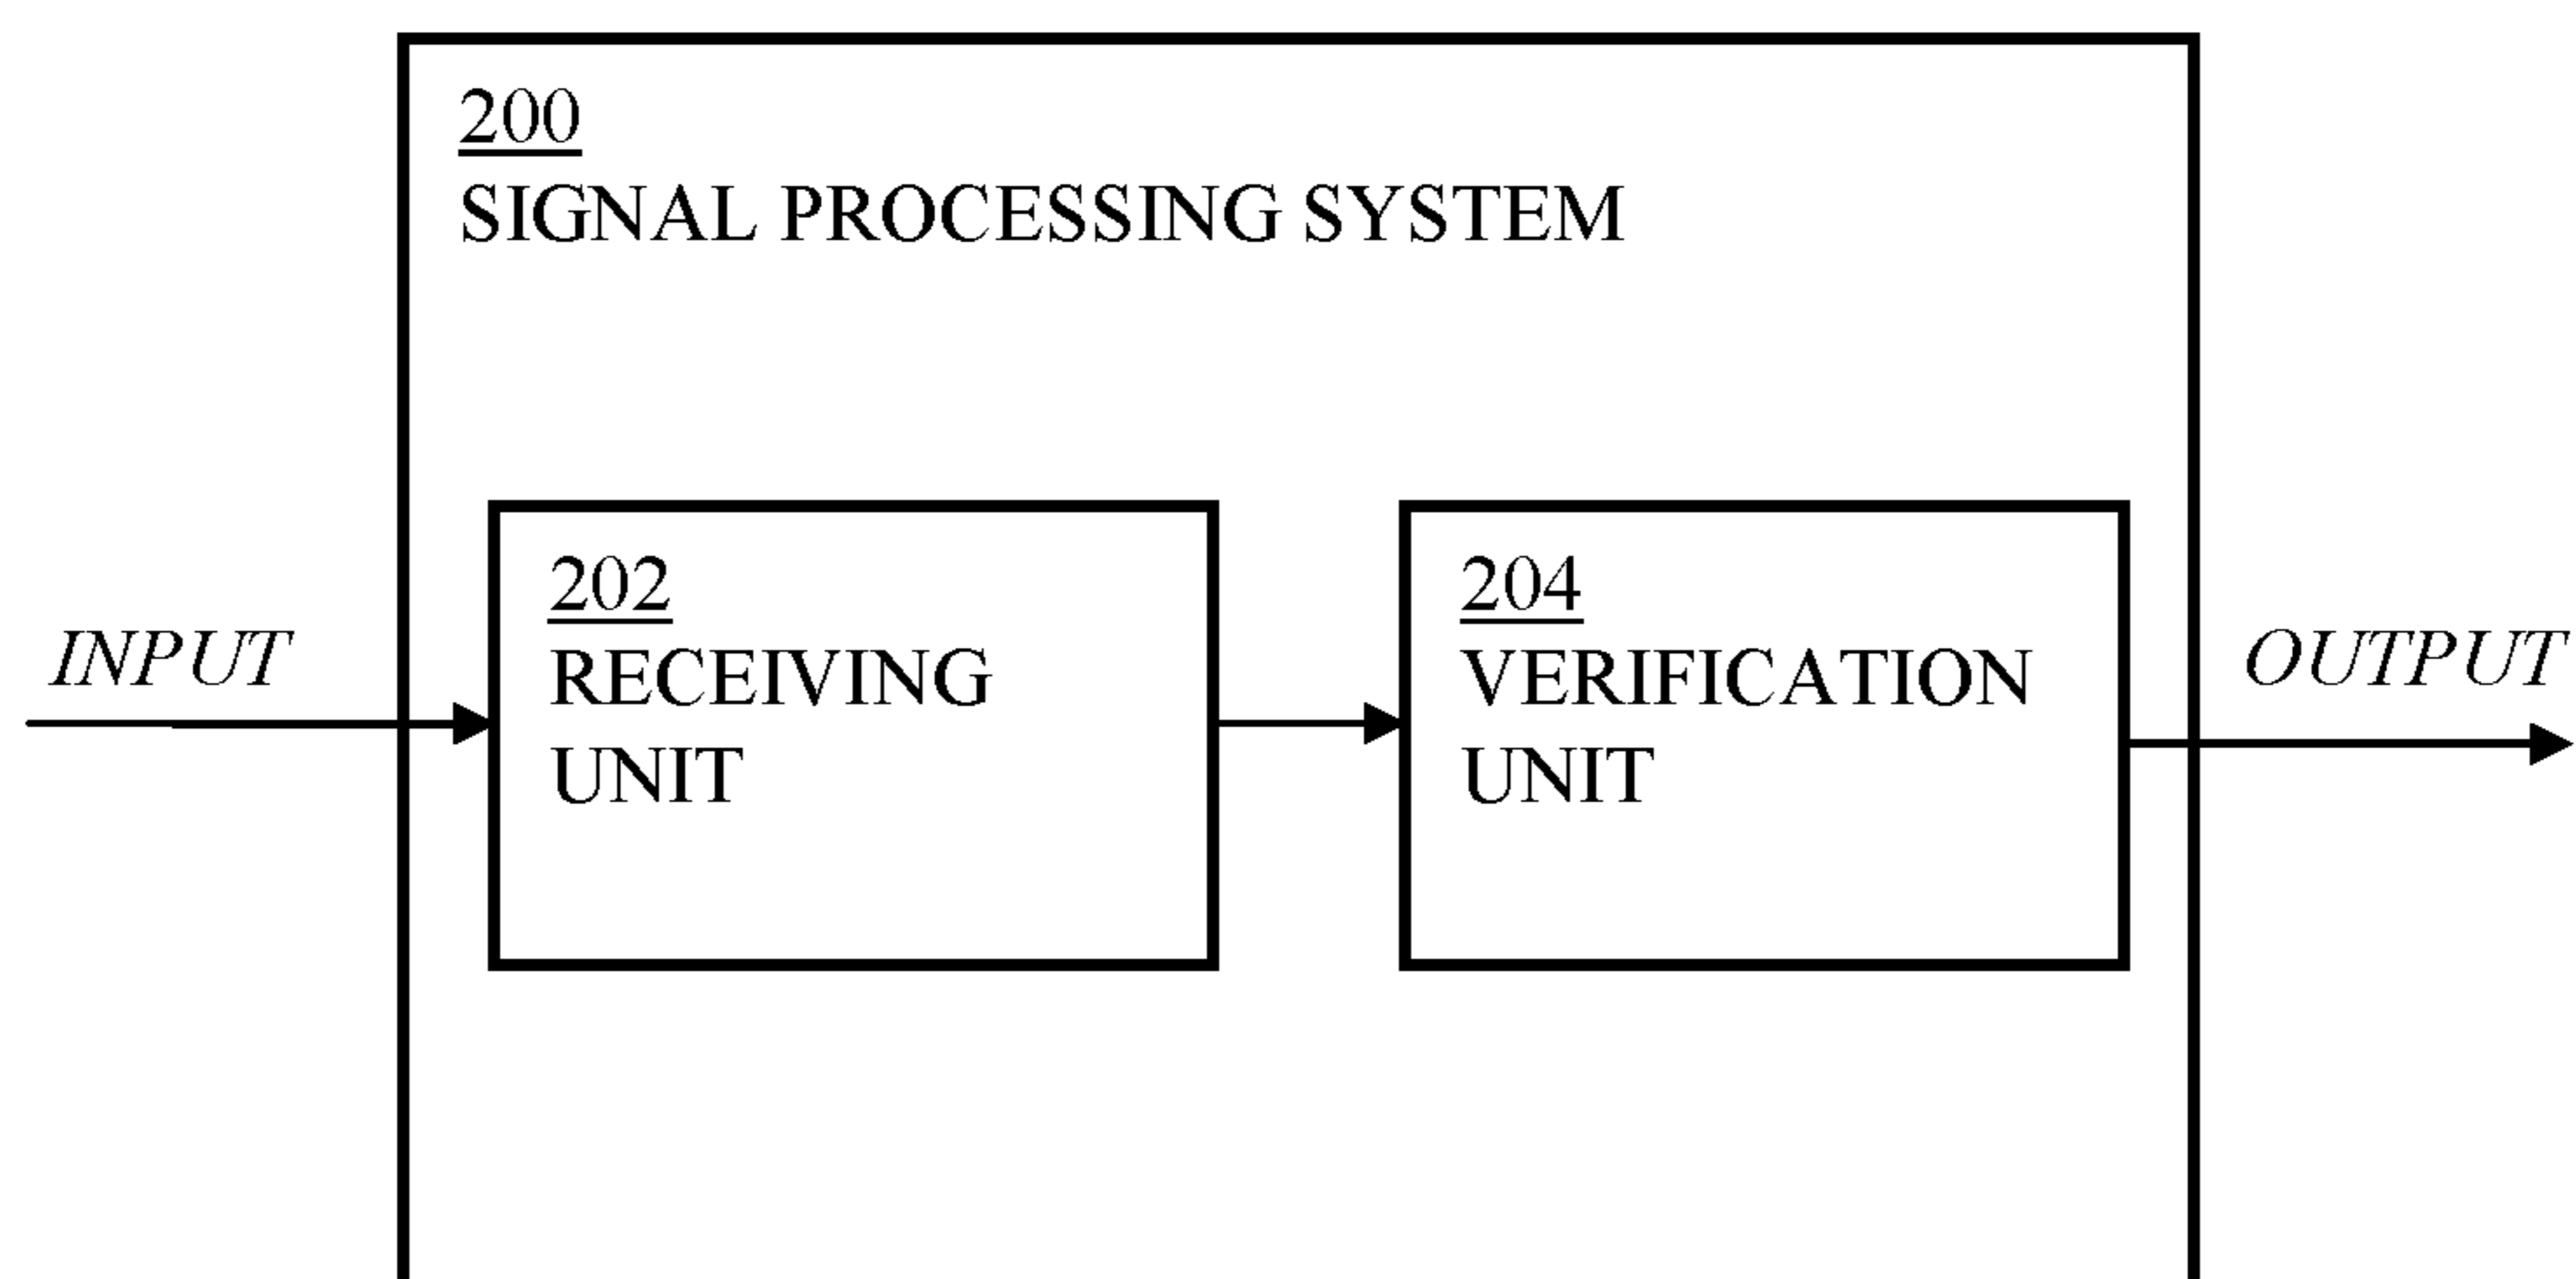 200
SIGNAL PROCESSING SYSTEM
INPUT
202
RECEIVING
UNIT
204
VERIFICATION
UNIT
OUTPUT